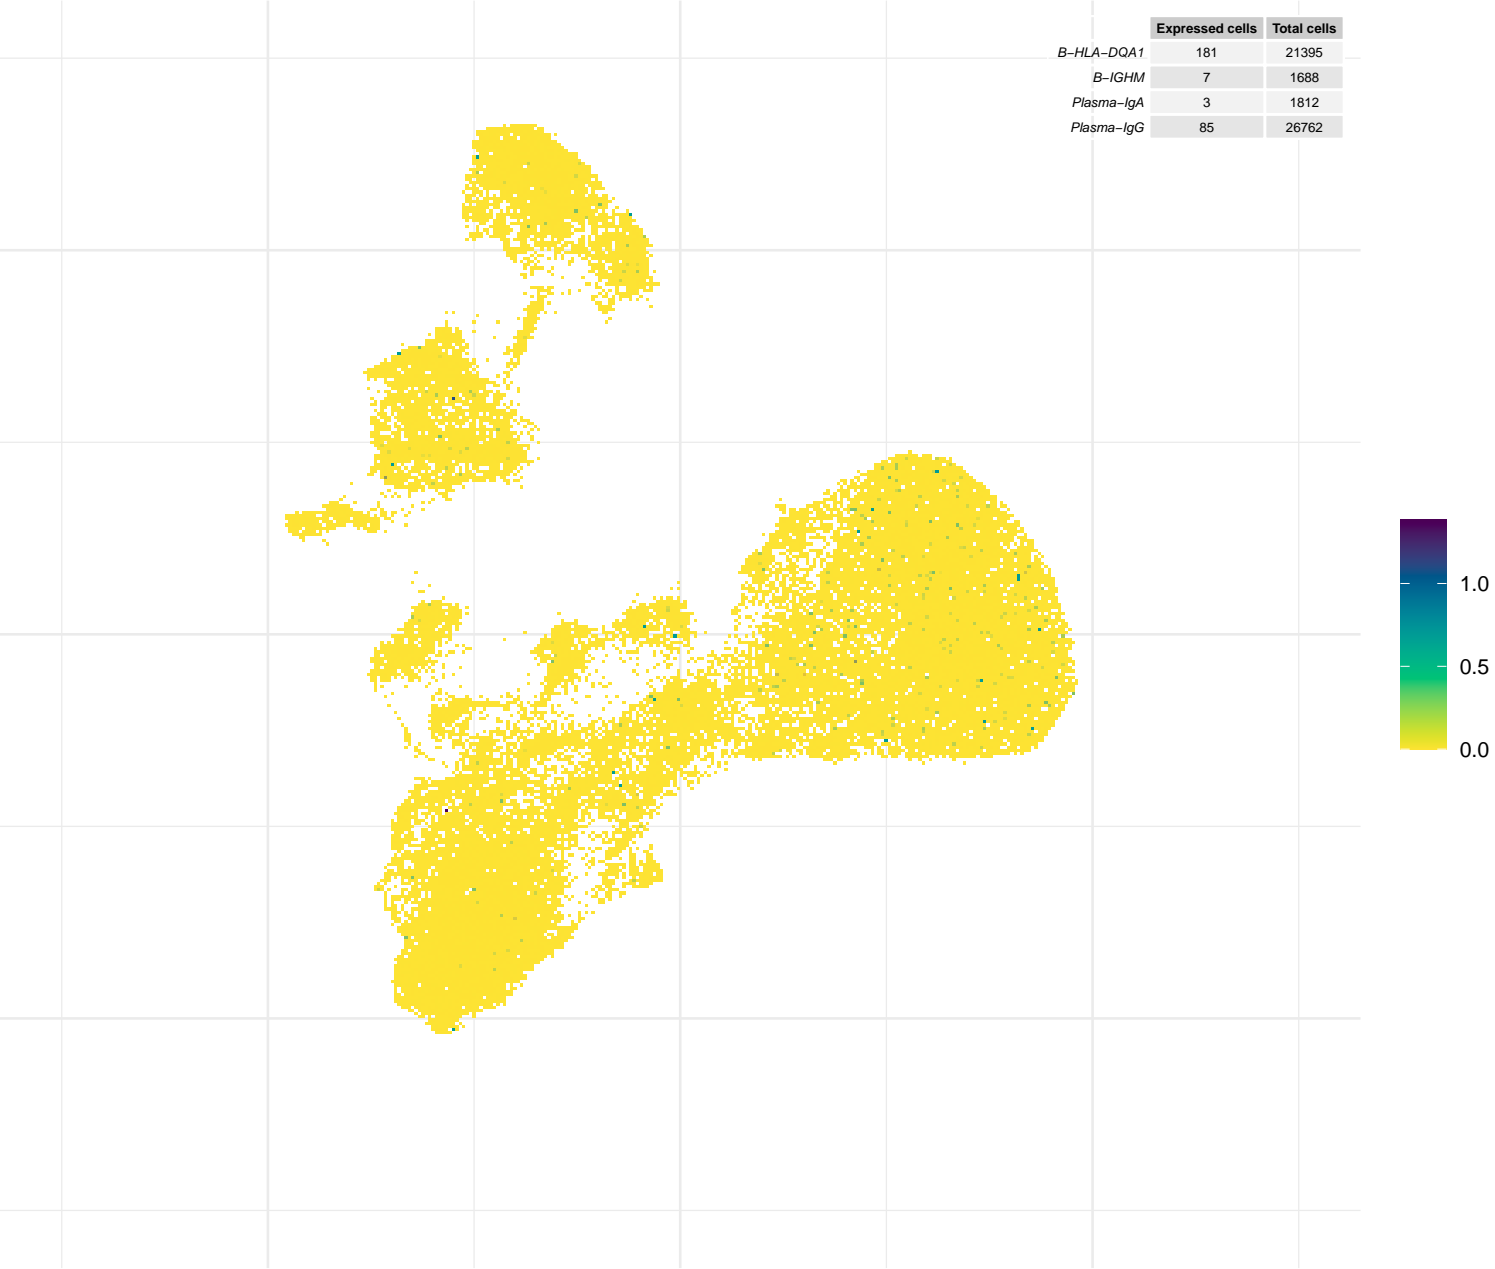 Expressed cells Total cells
B−HLA−DQA1 181 21395
B−IGHM 7 1688
Plasma−IgA 3 1812
Plasma−IgG 85 26762
1.0
0.5
0.0